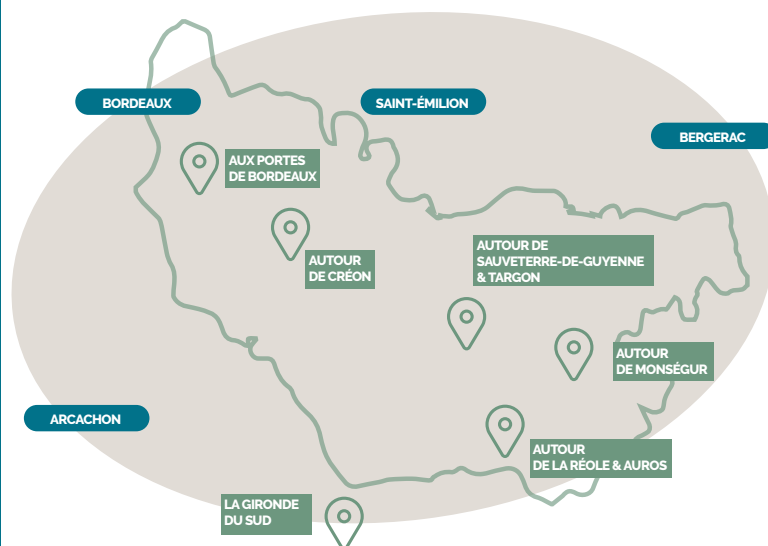 BORDEAUX
SAINT-ÉMILION
BERGERAC
AUX PORTES
DE BORDEAUX
AUTOUR
DE CRÉON
AUTOUR DE
SAUVETERRE-DE-GUYENNE
& TARGON
AUTOUR
DE MONSÉGUR
ARCACHON
AUTOUR
DE LA RÉOLE & AUROS
LA GIRONDE
DU SUD